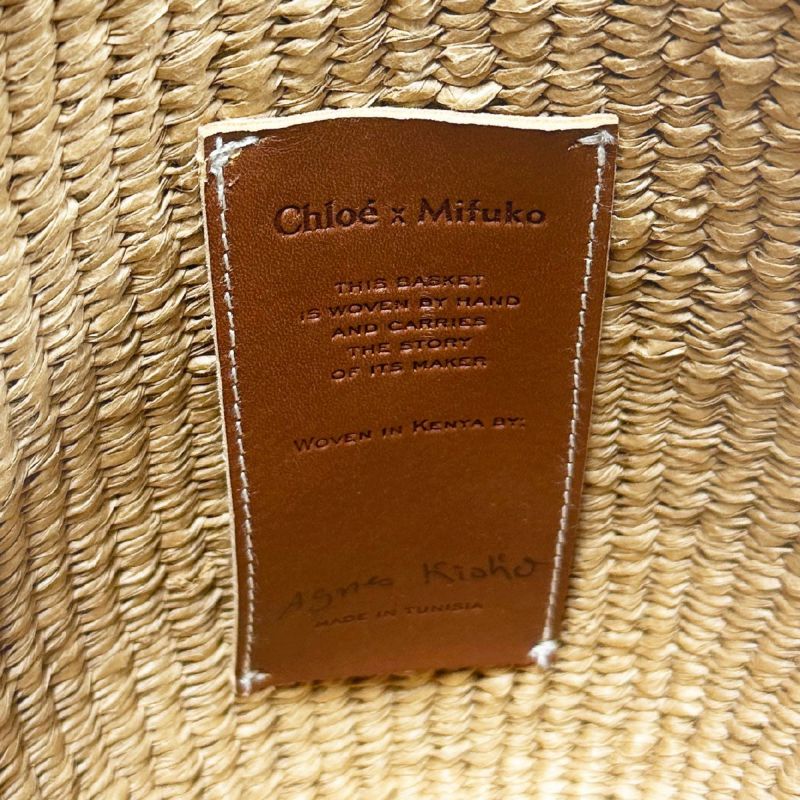 Chloé x Mifuko
THIS BASKET
IS WOVEN BY HAND
AND CARRIES
THE STORY
OF ITS MAKER
WOVEN IN KENYA BY:
Agnes
MADE IN TUNISIA